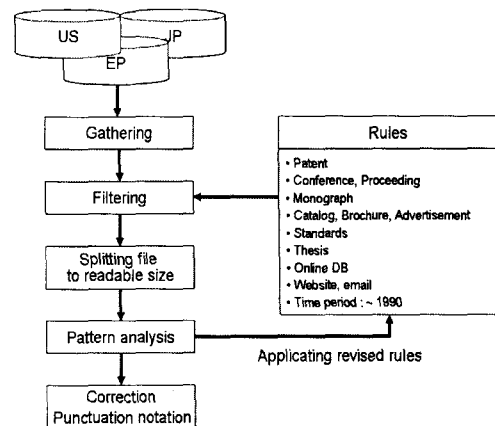 US
JP
EP
Gathering
Filtering
Splitting file
to readable size
Pattern analysis
Correction
Punctuation notation
Rules
• Patent
• Conference, Proceeding
• Monograph
• Catalog, Brochure, Advertisement
• Standards
• Thesis
• Online DB
• Website, email
• Time period : ~ 1990
Applicating revised rules